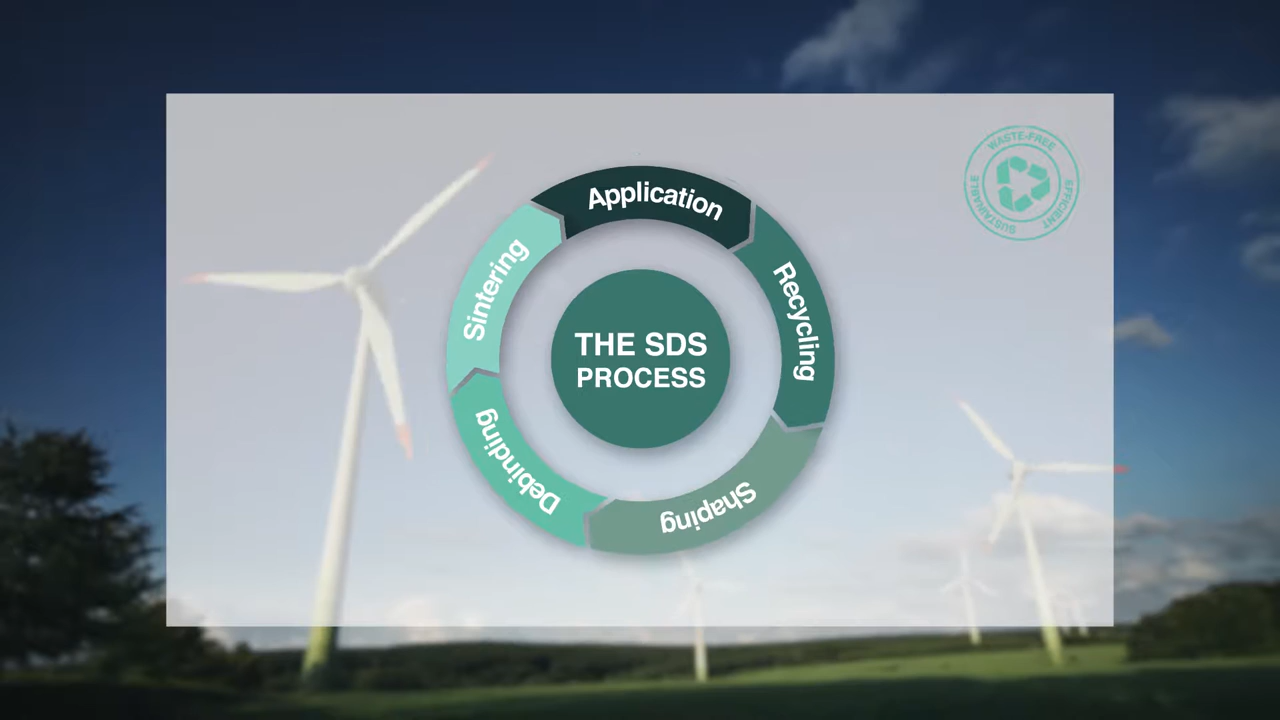 Application
Recycling
Shaping
Debinding
Sintering
THE SDS
PROCESS
WASTE-FREE
EFFICIENT
SUSTAINABLE